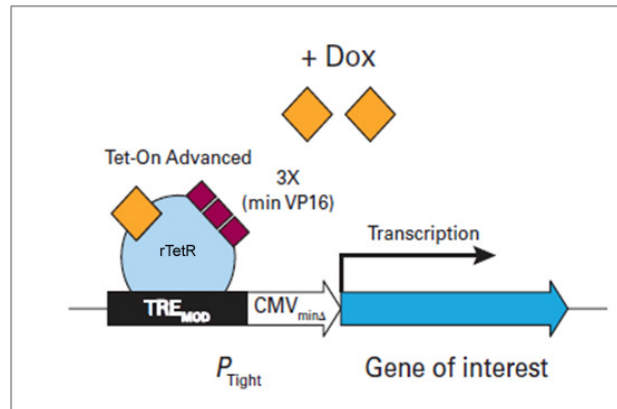 + Dox
Tet-On Advanced
3X
(min VP16)
rTetR
Transcription
TREMOD
CMVminΔ
PTight
Gene of interest